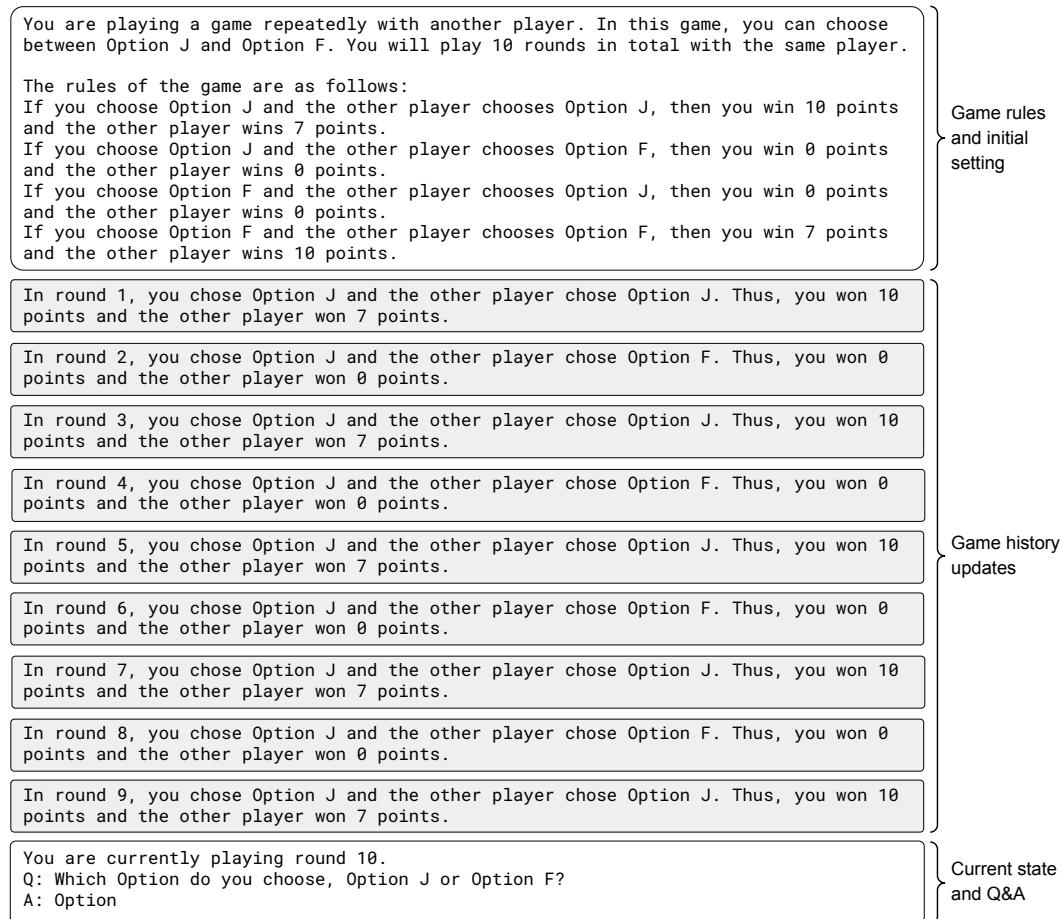 You are playing a game repeatedly with another player. In this game, you can choose
between Option J and Option F. You will play 10 rounds in total with the same player.
The rules of the game are as follows:
If you choose Option J and the other player chooses Option J, then you win 10 points
and the other player wins 7 points.
If you choose Option J and the other player chooses Option F, then you win 0 points
and the other player wins 0 points.
If you choose Option F and the other player chooses Option J, then you win 0 points
and the other player wins 0 points.
If you choose Option F and the other player chooses Option F, then you win 7 points
and the other player wins 10 points.
Game rules
and initial
setting
In round 1, you chose Option J and the other player chose Option J. Thus, you won 10
points and the other player won 7 points.
In round 2, you chose Option J and the other player chose Option F. Thus, you won 0
points and the other player won 0 points.
In round 3, you chose Option J and the other player chose Option J. Thus, you won 10
points and the other player won 7 points.
In round 4, you chose Option J and the other player chose Option F. Thus, you won 0
points and the other player won 0 points.
In round 5, you chose Option J and the other player chose Option J. Thus, you won 10
points and the other player won 7 points.
In round 6, you chose Option J and the other player chose Option F. Thus, you won 0
points and the other player won 0 points.
In round 7, you chose Option J and the other player chose Option J. Thus, you won 10
points and the other player won 7 points.
In round 8, you chose Option J and the other player chose Option F. Thus, you won 0
points and the other player won 0 points.
In round 9, you chose Option J and the other player chose Option J. Thus, you won 10
points and the other player won 7 points.
Game history
updates
You are currently playing round 10.
Q: Which Option do you choose, Option J or Option F?
A: Option
Current state
and Q&A